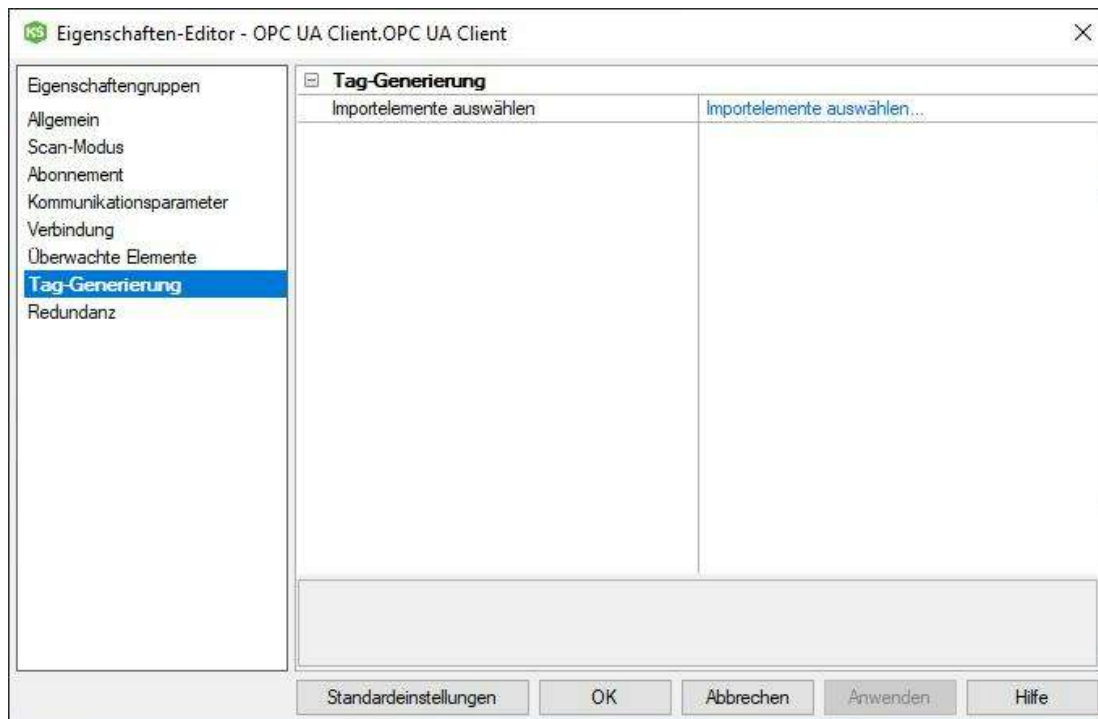 Eigenschaften-Editor - OPC UA Client.OPC UA Client
Eigenschaftengruppen
Allgemein
Scan-Modus
Abonnement
Kommunikationsparameter
Verbindung
Überwachte Elemente
Tag-Generierung
Redundanz
Tag-Generierung
Importelemente auswählen Importelemente auswählen...
Standardeinstellungen OK Abbrechen Anwenden Hilfe